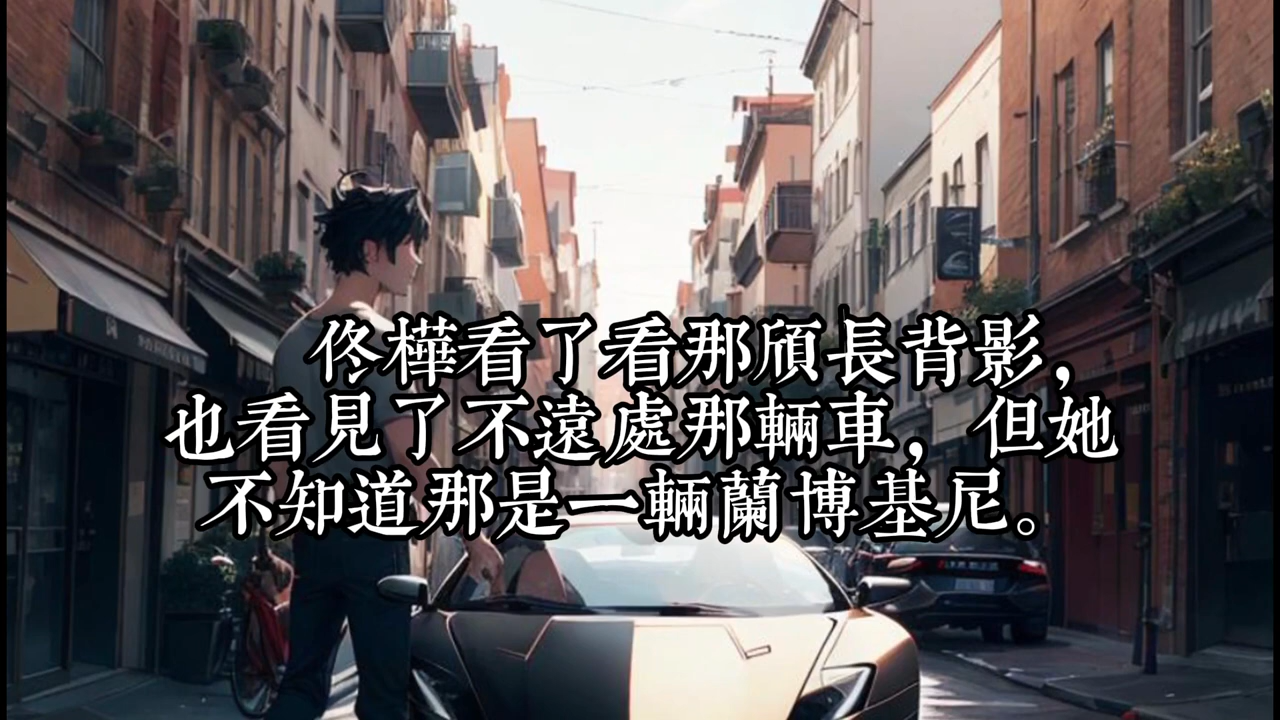 佟樺看了看那頎長背影,
也看見了不遠處那輛車,但她
不知道那是一輛蘭博基尼。